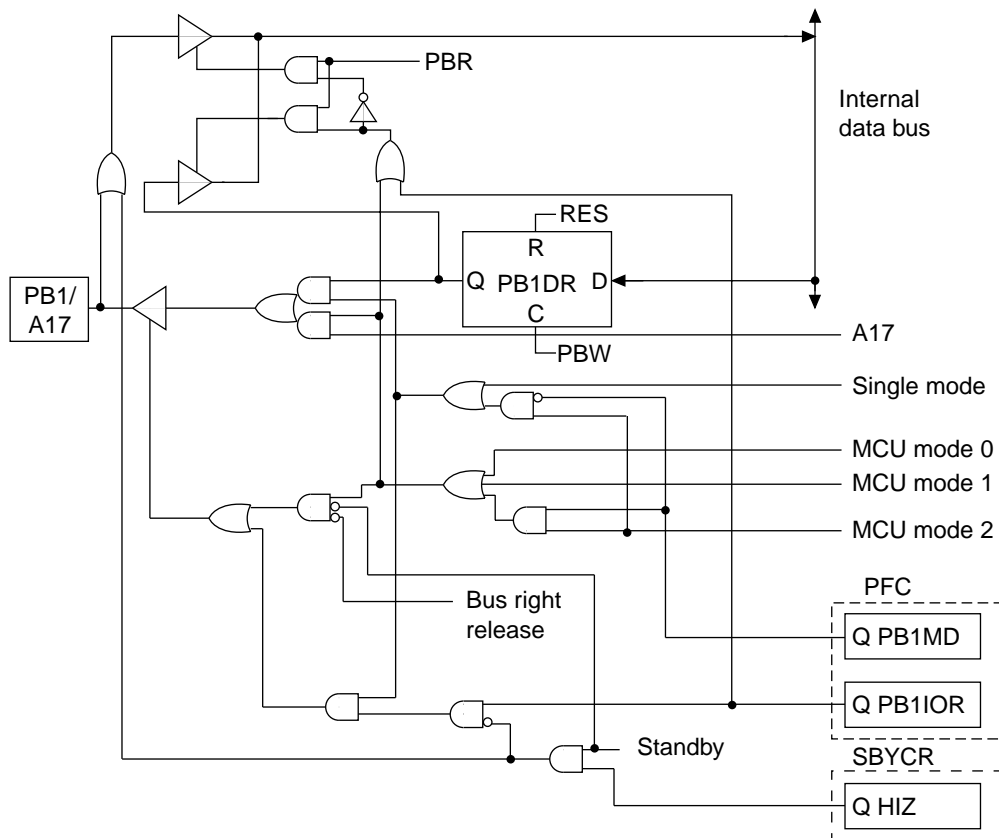 PBR
Internal
data bus
RES
R
PB1/
A17
Q PB1DR D
C
PBW
A17
Single mode
MCU mode 0
MCU mode 1
MCU mode 2
Bus right
release
PFC
Q PB1MD
Q PB1IOR
Standby
SBYCR
Q HIZ